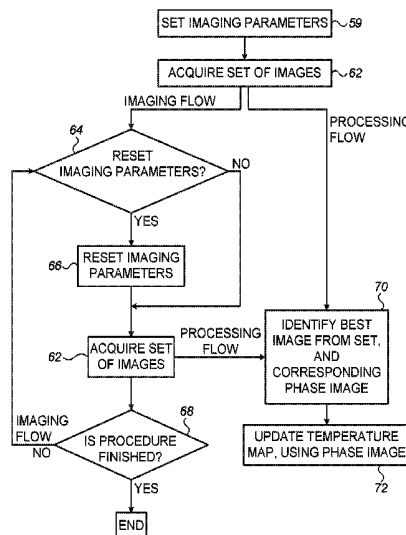 SET IMAGING PARAMETERS
59
ACQUIRE SET OF IMAGES
62
IMAGING FLOW
PROCESSING
FLOW
64
RESET
IMAGING PARAMETERS?
NO
YES
66
RESET IMAGING
PARAMETERS
62
ACQUIRE SET
OF IMAGES
PROCESSING
FLOW
70
IDENTIFY BEST
IMAGE FROM SET,
AND
CORRESPONDING
PHASE IMAGE
IMAGING
FLOW
NO
68
IS PROCEDURE
FINISHED?
YES
UPDATE TEMPERATURE
MAP, USING PHASE IMAGE
72
END